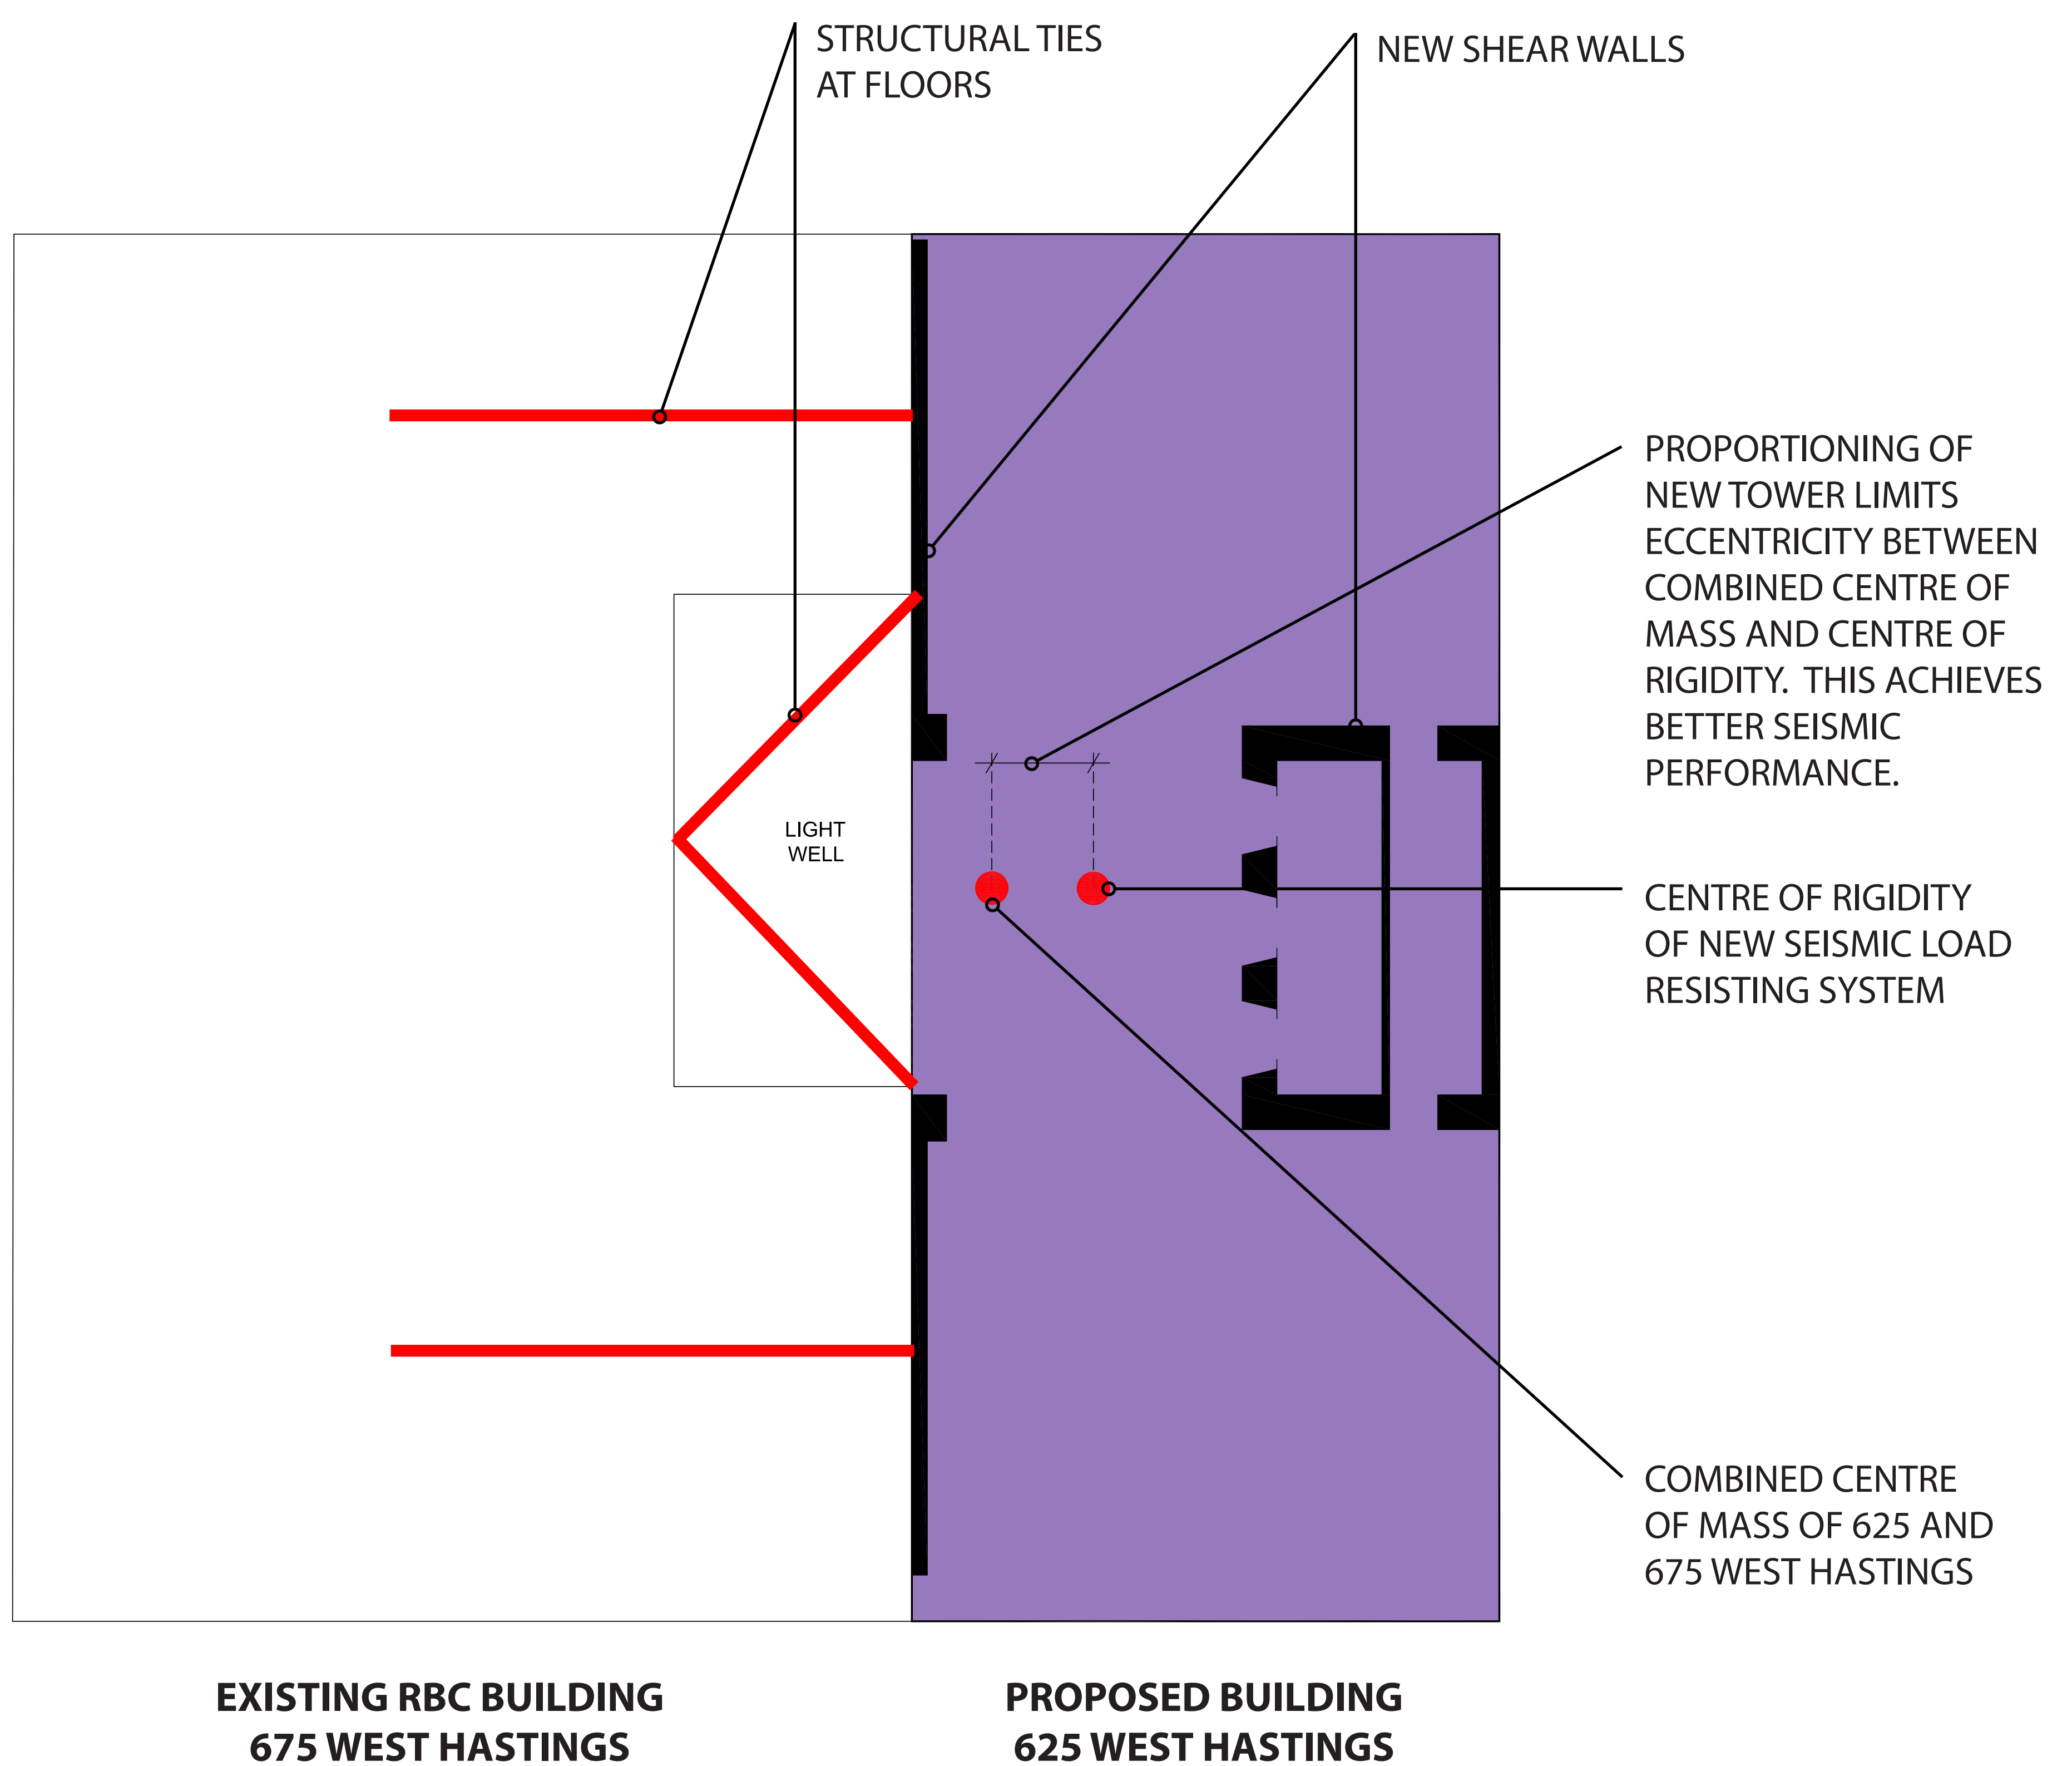 STRUCTURAL TIES
AT FLOORS
NEW SHEAR WALLS
PROPORTIONING OF
NEW TOWER LIMITS
ECCENTRICITY BETWEEN
COMBINED CENTRE OF
MASS AND CENTRE OF
RIGIDITY.  THIS ACHIEVES
BETTER SEISMIC
PERFORMANCE.
LIGHT
WELL
CENTRE OF RIGIDITY
OF NEW SEISMIC LOAD
RESISTING SYSTEM
COMBINED CENTRE
OF MASS OF 625 AND
675 WEST HASTINGS
EXISTING RBC BUILDING
675 WEST HASTINGS
PROPOSED BUILDING
625 WEST HASTINGS